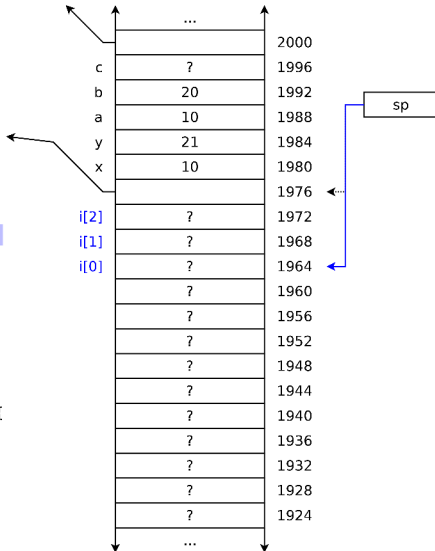 ...
2000
c ? 1996
b 20 1992
sp
a 10 1988
y 21 1984
x 10 1980
1976
i[2] ? 1972
i[1] ? 1968
i[0] ? 1964
? 1960
? 1956
? 1952
? 1948
? 1944
? 1940
? 1936
? 1932
? 1928
? 1924
...